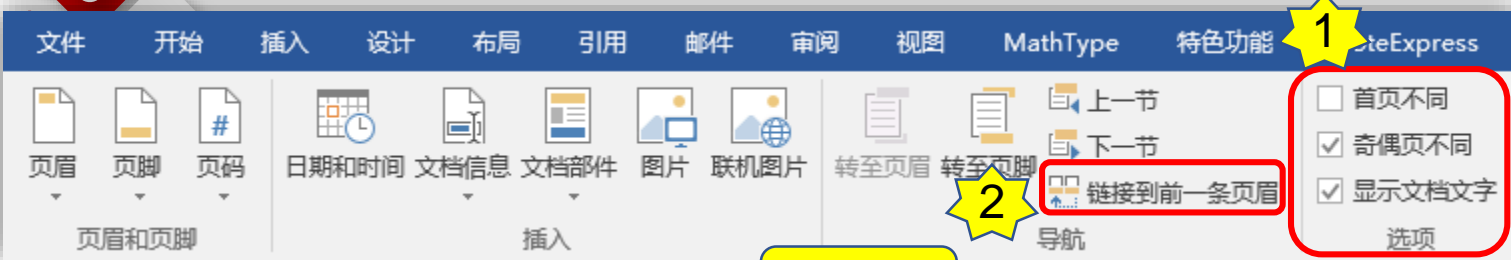 文件 开始 插入 设计 布局 引用 邮件 审阅 视图 MathType 特色功能 1 teExpress
上一节 首页不同
# 下一节 奇偶页不同
页眉 页脚 页码 日期和时间 文档信息 文档部件 图片 联机图片 转至页眉 转至页脚
2 链接到前一条页眉 显示文档文字
页眉和页脚 插入 导航 选项